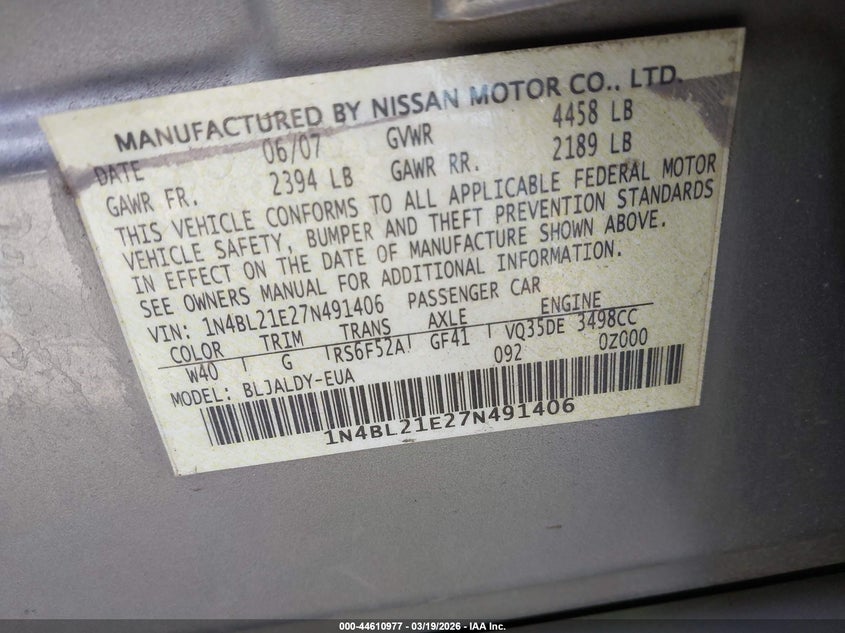 MANUFACTURED BY NISSAN MOTOR CO., LTD.
DATE 06/07 GVWR 4458 LB
GAWR FR. 2394 LB GAWR RR. 2189 LB
THIS VEHICLE CONFORMS TO ALL APPLICABLE FEDERAL MOTOR
VEHICLE SAFETY, BUMPER AND THEFT PREVENTION STANDARDS
IN EFFECT ON THE DATE OF MANUFACTURE SHOWN ABOVE.
SEE OWNERS MANUAL FOR ADDITIONAL INFORMATION.
VIN: 1N4BL21E27N491406 PASSENGER CAR
COLOR TRIM TRANS AXLE ENGINE
W40 G RS6F52A GF41 VQ35DE 3498CC
MODEL: BLJALDY-EUA 092 0Z000
1N4BL21E27N491406
000-44610977 - 03/19/2026 - IAA Inc.